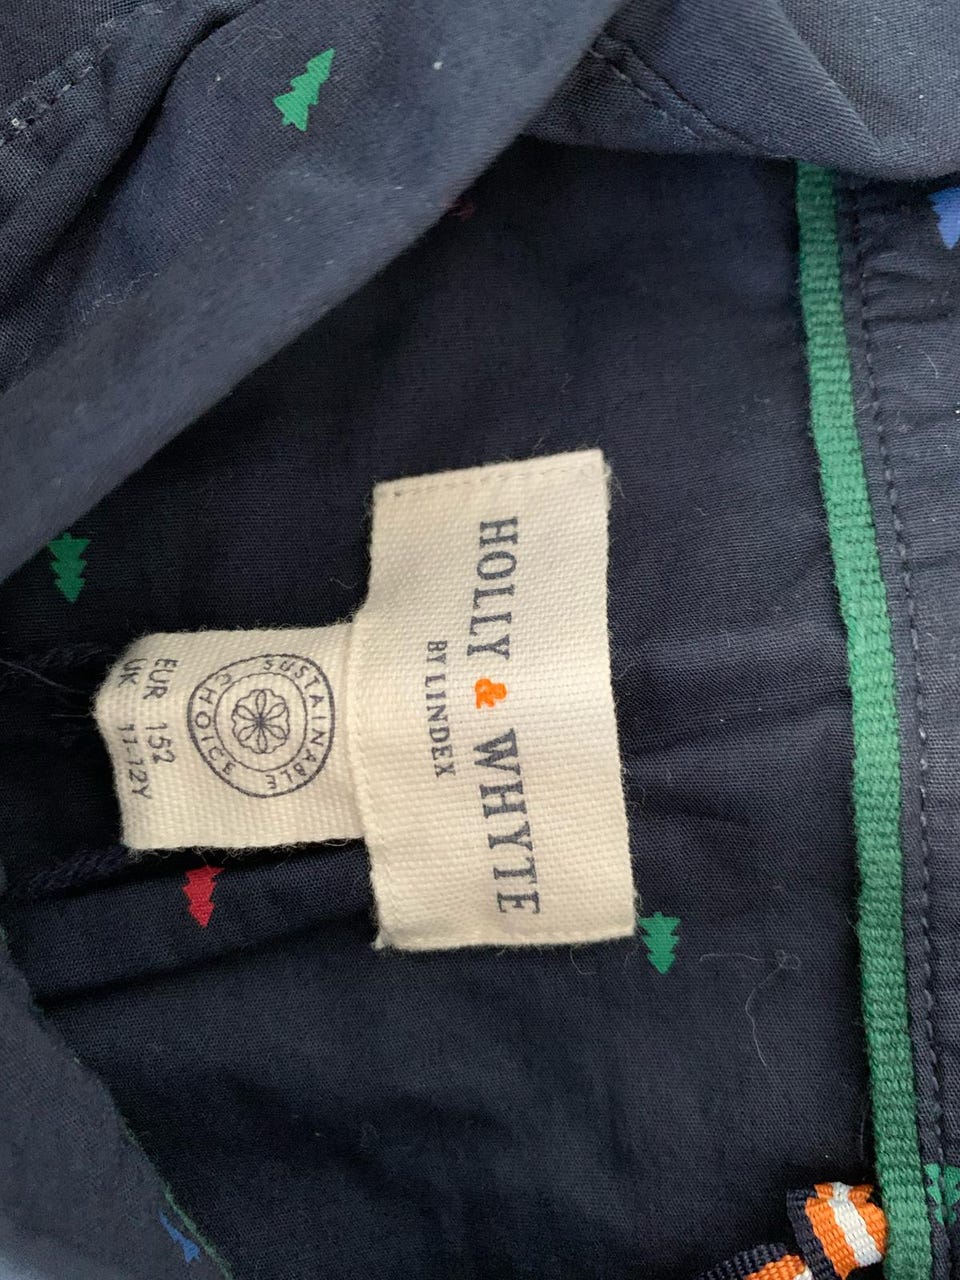 HOLLY & WHYTE
BY LINDEX
SUSTAINABLE
CHOICE
EUR 152
UK 11-12Y